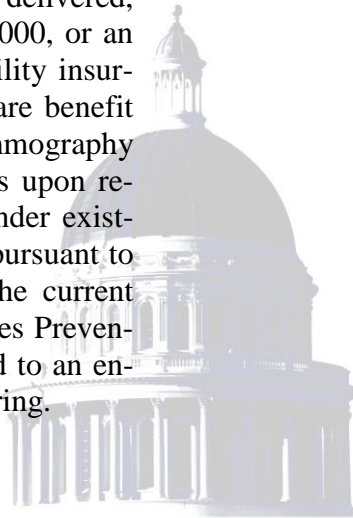 delivered,
000, or an
ility insur-
are benefit
mography
s upon re-
nder exist-
pursuant to
he current
es Preven-
d to an en-
ring.